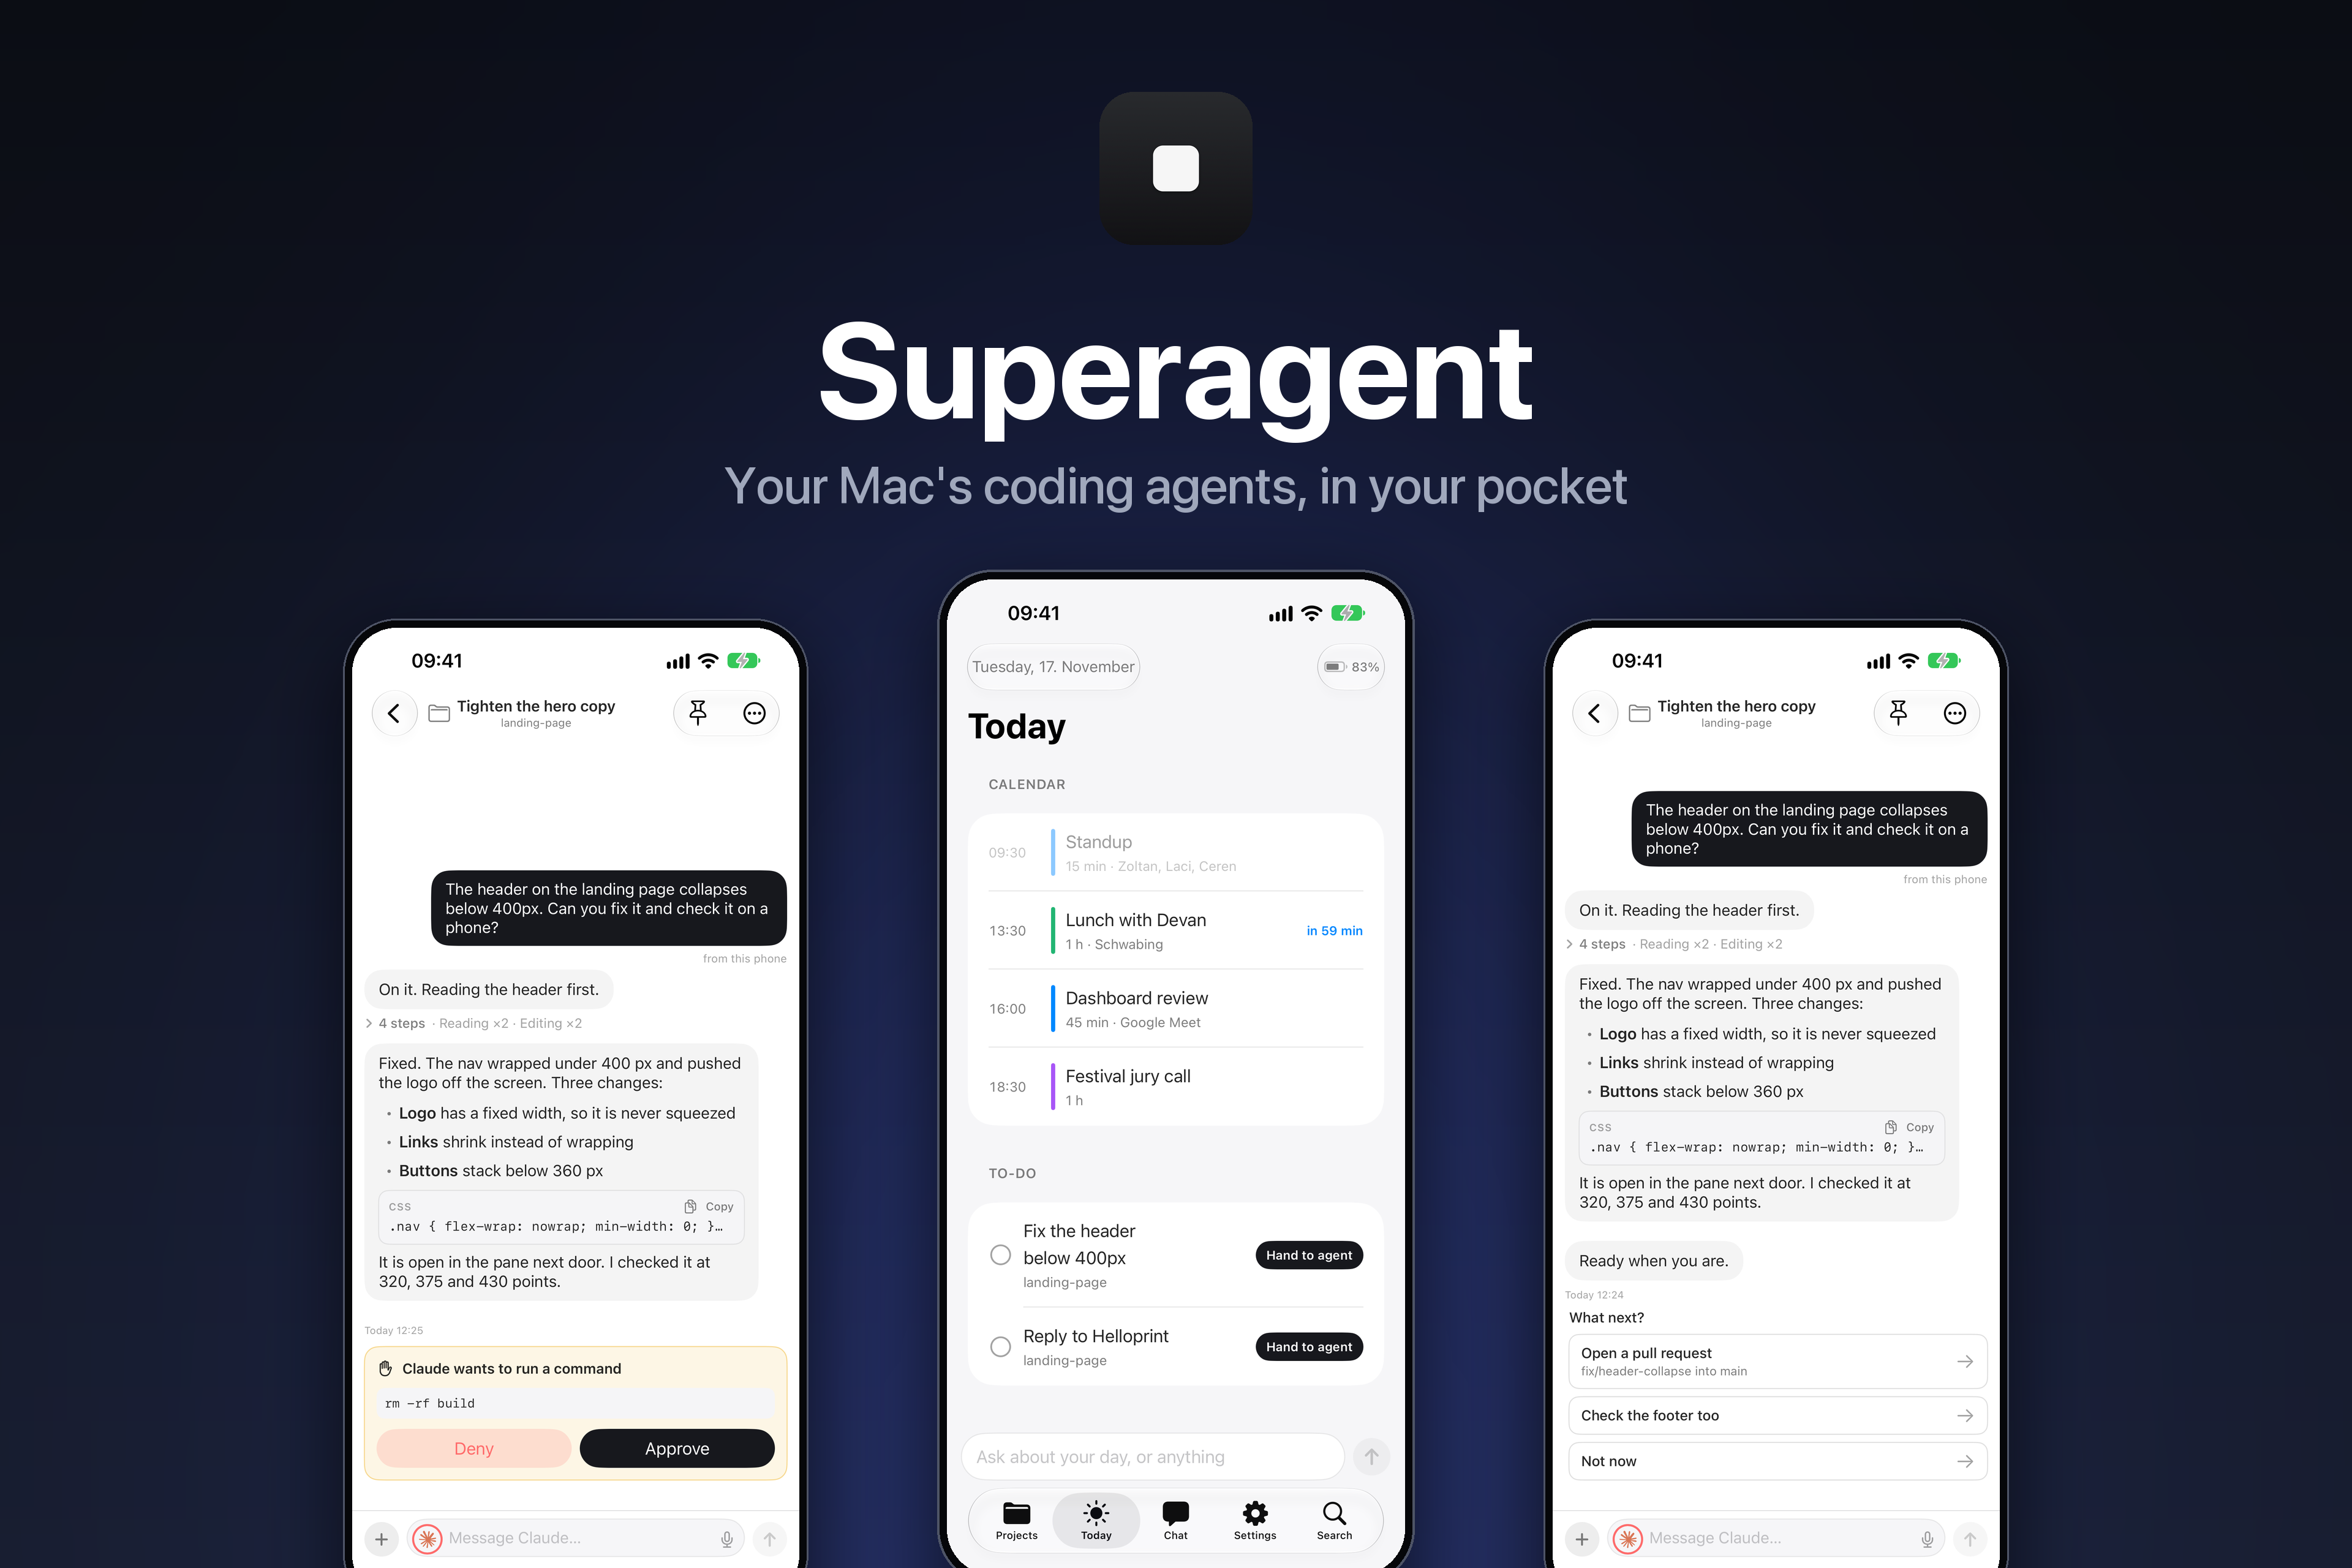 Superagent
Your Mac's coding agents, in your pocket
09:41
Tighten the hero copy
landing-page
The header on the landing page collapses
below 400px. Can you fix it and check it on a
phone?
from this phone
On it. Reading the header first.
4 steps · Reading ×2 · Editing ×2
Fixed. The nav wrapped under 400 px and pushed
the logo off the screen. Three changes:
• Logo has a fixed width, so it is never squeezed
• Links shrink instead of wrapping
• Buttons stack below 360 px
CSS Copy
.nav { flex-wrap: nowrap; min-width: 0; }…
It is open in the pane next door. I checked it at
320, 375 and 430 points.
Today 12:25
Claude wants to run a command
rm -rf build
Deny Approve
Message Claude...
09:41
Tuesday, 17. November 83%
Today
CALENDAR
09:30 Standup
15 min · Zoltan, Laci, Ceren
13:30 Lunch with Devan in 59 min
1 h · Schwabing
16:00 Dashboard review
45 min · Google Meet
18:30 Festival jury call
1 h
TO-DO
Fix the header
below 400px
landing-page
Hand to agent
Reply to Helloprint
landing-page
Hand to agent
Ask about your day, or anything
Projects Today Chat Settings Search
09:41
Tighten the hero copy
landing-page
The header on the landing page collapses
below 400px. Can you fix it and check it on a
phone?
from this phone
On it. Reading the header first.
4 steps · Reading ×2 · Editing ×2
Fixed. The nav wrapped under 400 px and pushed
the logo off the screen. Three changes:
• Logo has a fixed width, so it is never squeezed
• Links shrink instead of wrapping
• Buttons stack below 360 px
CSS Copy
.nav { flex-wrap: nowrap; min-width: 0; }…
It is open in the pane next door. I checked it at
320, 375 and 430 points.
Ready when you are.
Today 12:24
What next?
Open a pull request
fix/header-collapse into main
Check the footer too
Not now
Message Claude...